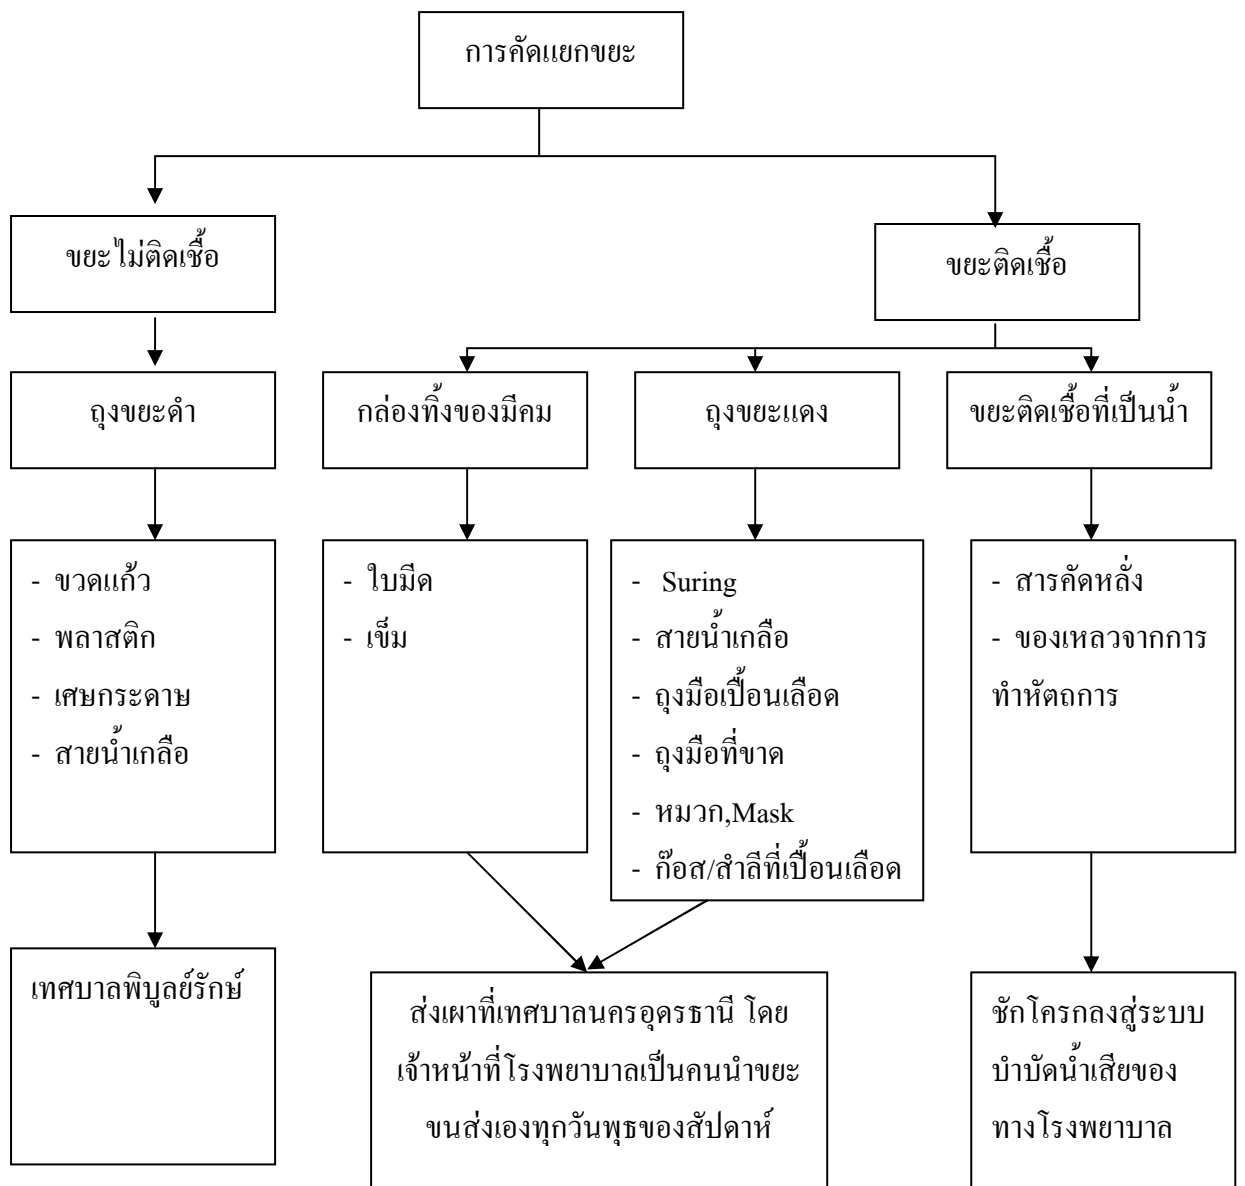 การคัดแยกขยะ
ขยะไม่ติดเชื้อ
ขยะติดเชื้อ
ถุงขยะดำ
กล่องทิ้งของมีคม
ถุงขยะแดง
ขยะติดเชื้อที่เป็นน้ำ
- ขวดแก้ว
- พลาสติก
- เศษกระดาษ
- สายน้ำเกลือ
- ใบมีด
- เข็ม
- Suring
- สายน้ำเกลือ
- ถุงมือเปื้อนเลือด
- ถุงมือที่ขาด
- หมวก,Mask
- ก๊อส/สำลีที่เปื้อนเลือด
- สารคัดหลั่ง
- ของเหลวจากการ
ทำหัตถการ
เทศบาลพิบูลย์รักษ์
ส่งเผาที่เทศบาลนครอุดรธานี โดย
เจ้าหน้าที่โรงพยาบาลเป็นคนนำขยะ
ขนส่งเองทุกวันพุธของสัปดาห์
ชักโครกลงสู่ระบบ
บำบัดน้ำเสียของ
ทางโรงพยาบาล